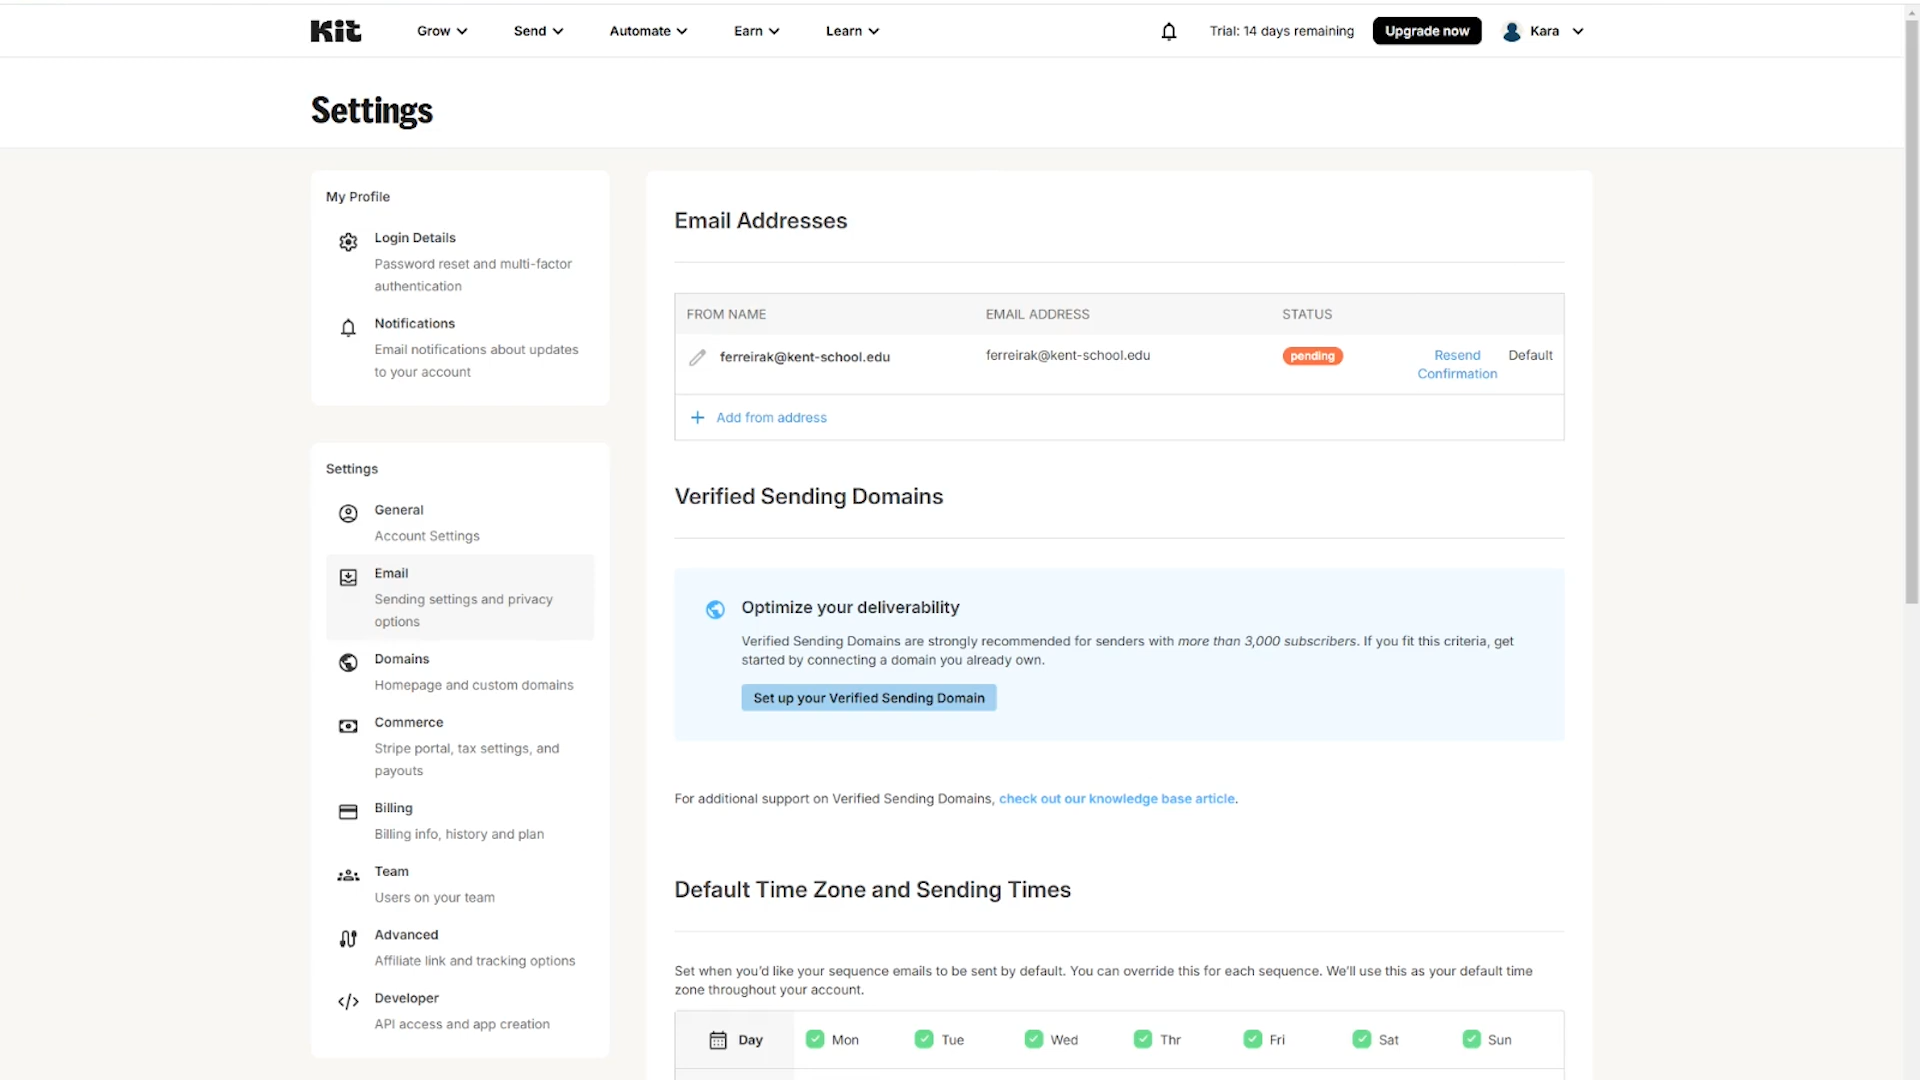 Kit
Grow
Send
Automate
Earn
Learn
Trial: 14 days remaining
Upgrade now
Kara
Settings
My Profile
Login Details
Password reset and multi-factor
authentication
Notifications
Email notifications about updates
to your account
Settings
General
Account Settings
Email
Sending settings and privacy
options
Domains
Homepage and custom domains
Commerce
Stripe portal, tax settings, and
payouts
Billing
Billing info, history and plan
Team
Users on your team
Advanced
Affiliate link and tracking options
Developer
API access and app creation
Email Addresses
FROM NAME
EMAIL ADDRESS
STATUS
ferreirak@kent-school.edu
ferreirak@kent-school.edu
pending
Resend
Confirmation
Default
Add from address
Verified Sending Domains
Optimize your deliverability
Verified Sending Domains are strongly recommended for senders with more than 3,000 subscribers. If you fit this criteria, get
started by connecting a domain you already own.
Set up your Verified Sending Domain
For additional support on Verified Sending Domains, check out our knowledge base article.
Default Time Zone and Sending Times
Set when you'd like your sequence emails to be sent by default. You can override this for each sequence. We'll use this as your default time
zone throughout your account.
Day
Mon
Tue
Wed
Thr
Fri
Sat
Sun